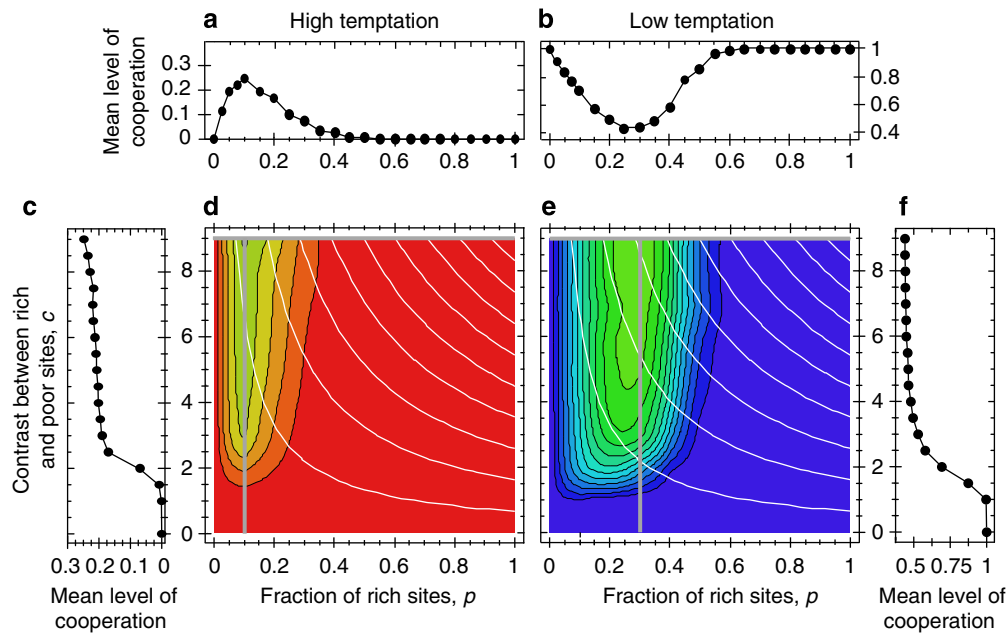 a High temptation
b Low temptation
Mean level of
cooperation
0.3
0.2
0.1
0
0 0.2 0.4 0.6 0.8 1
1
0.8
0.6
0.4
0 0.2 0.4 0.6 0.8 1
c
d
e
f
Contrast between rich
and poor sites, c
8
6
4
2
0
8
6
4
2
0
0.3 0.2 0.1 0
Mean level of
cooperation
0 0.2 0.4 0.6 0.8 1
Fraction of rich sites, p
0 0.2 0.4 0.6 0.8 1
Fraction of rich sites, p
0.5 0.75 1
Mean level of
cooperation